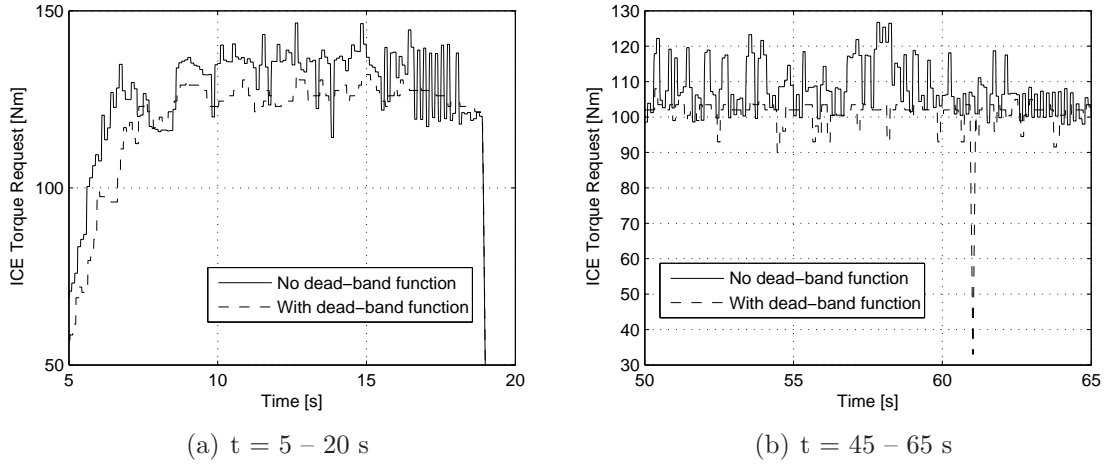 150
100
50
ICE Torque Request [Nm]
No dead−band function
With dead−band function
5
10
15
20
Time [s]
(a) t = 5 – 20 s
130
120
110
100
90
80
70
60
50
40
30
ICE Torque Request [Nm]
No dead−band function
With dead−band function
50
55
60
65
Time [s]
(b) t = 45 – 65 s